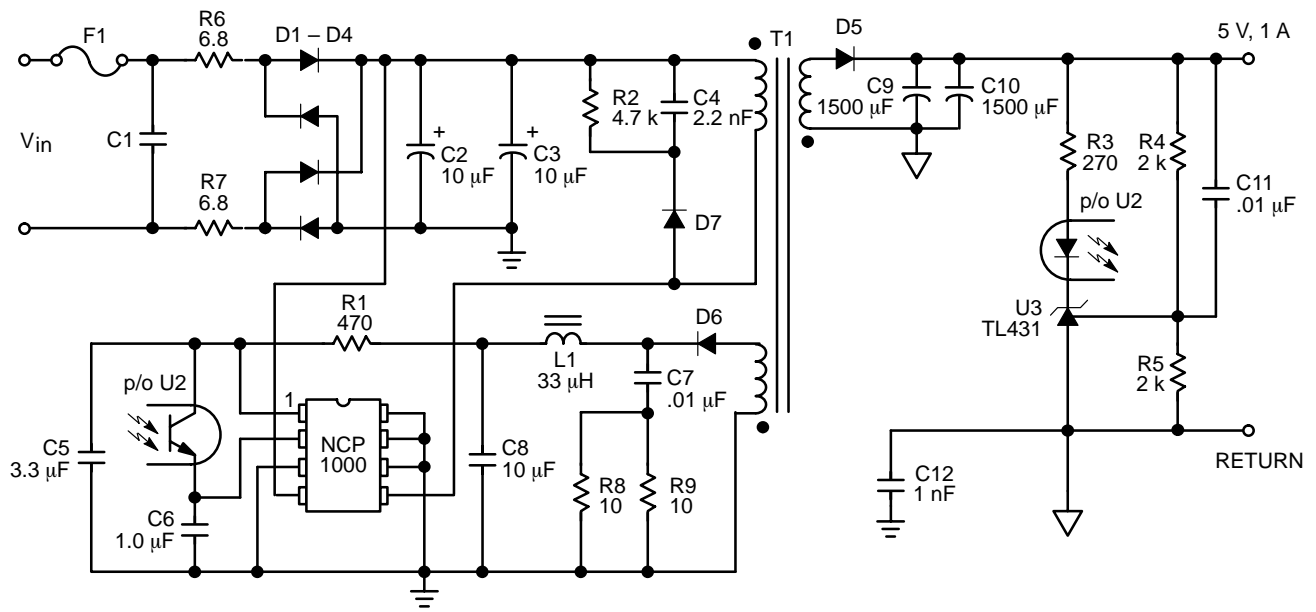 F1
R6
6.8
D1 – D4
Vin
C1
R7
6.8
+
C2
10 µF
+
C3
10 µF
R2
4.7 k
C4
2.2 nF
D7
T1
D5
C9
1500 µF
C10
1500 µF
5 V, 1 A
R3
270
R4
2 k
C11
.01 µF
p/o U2
U3
TL431
R5
2 k
RETURN
C12
1 nF
R1
470
L1
33 µH
D6
C7
.01 µF
p/o U2
1
NCP
1000
C5
3.3 µF
C6
1.0 µF
C8
10 µF
R8
10
R9
10